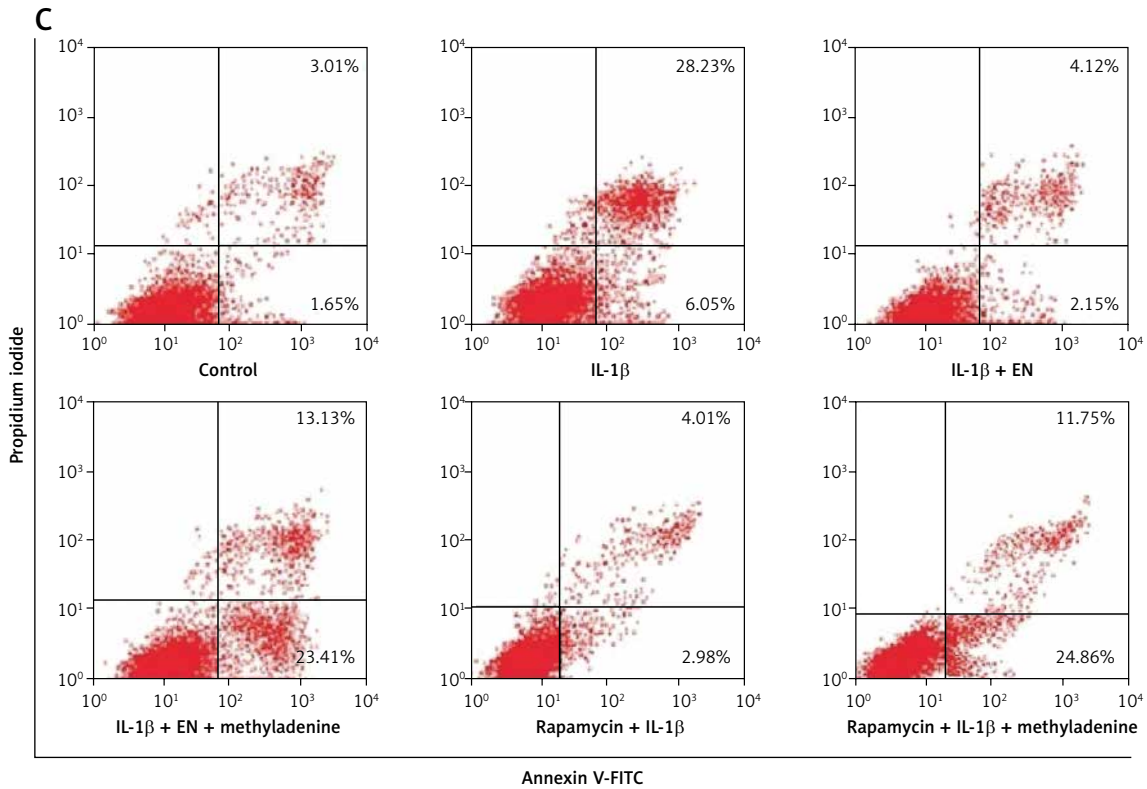 C
Propidium iodide
10⁴
10³
10²
10¹
10⁰
3.01%
1.65%
10⁰ 10¹ 10² 10³ 10⁴
Control
10⁴
10³
10²
10¹
10⁰
28.23%
6.05%
10⁰ 10¹ 10² 10³ 10⁴
IL-1β
10⁴
10³
10²
10¹
10⁰
4.12%
2.15%
10⁰ 10¹ 10² 10³ 10⁴
IL-1β + EN
10⁴
10³
10²
10¹
10⁰
13.13%
23.41%
10⁰ 10¹ 10² 10³ 10⁴
IL-1β + EN + methyladenine
10⁴
10³
10²
10¹
10⁰
4.01%
2.98%
10⁰ 10¹ 10² 10³ 10⁴
Rapamycin + IL-1β
10⁴
10³
10²
10¹
10⁰
11.75%
24.86%
10⁰ 10¹ 10² 10³ 10⁴
Rapamycin + IL-1β + methyladenine
Annexin V-FITC